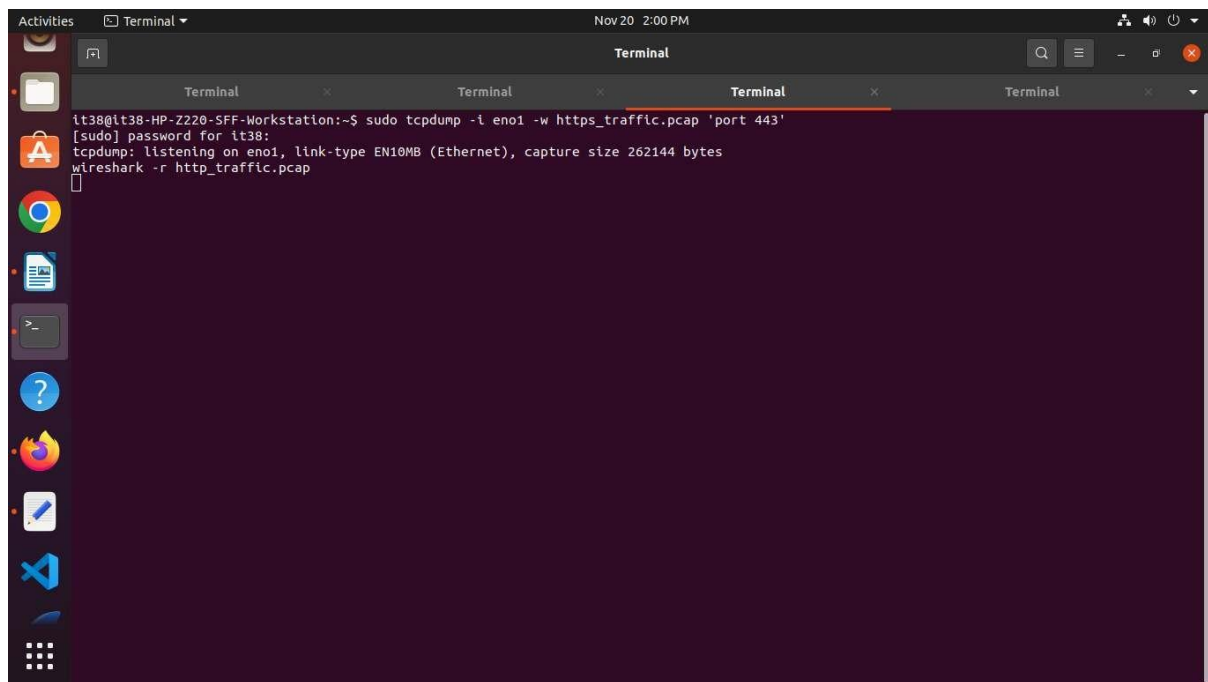 Activities Terminal Nov 20 2:00 PM
Terminal
Terminal Terminal Terminal Terminal
it38@it38-HP-Z220-SFF-Workstation:~$ sudo tcpdump -i eno1 -w https_traffic.pcap 'port 443'
[sudo] password for it38:
tcpdump: listening on eno1, link-type EN10MB (Ethernet), capture size 262144 bytes
wireshark -r http_traffic.pcap